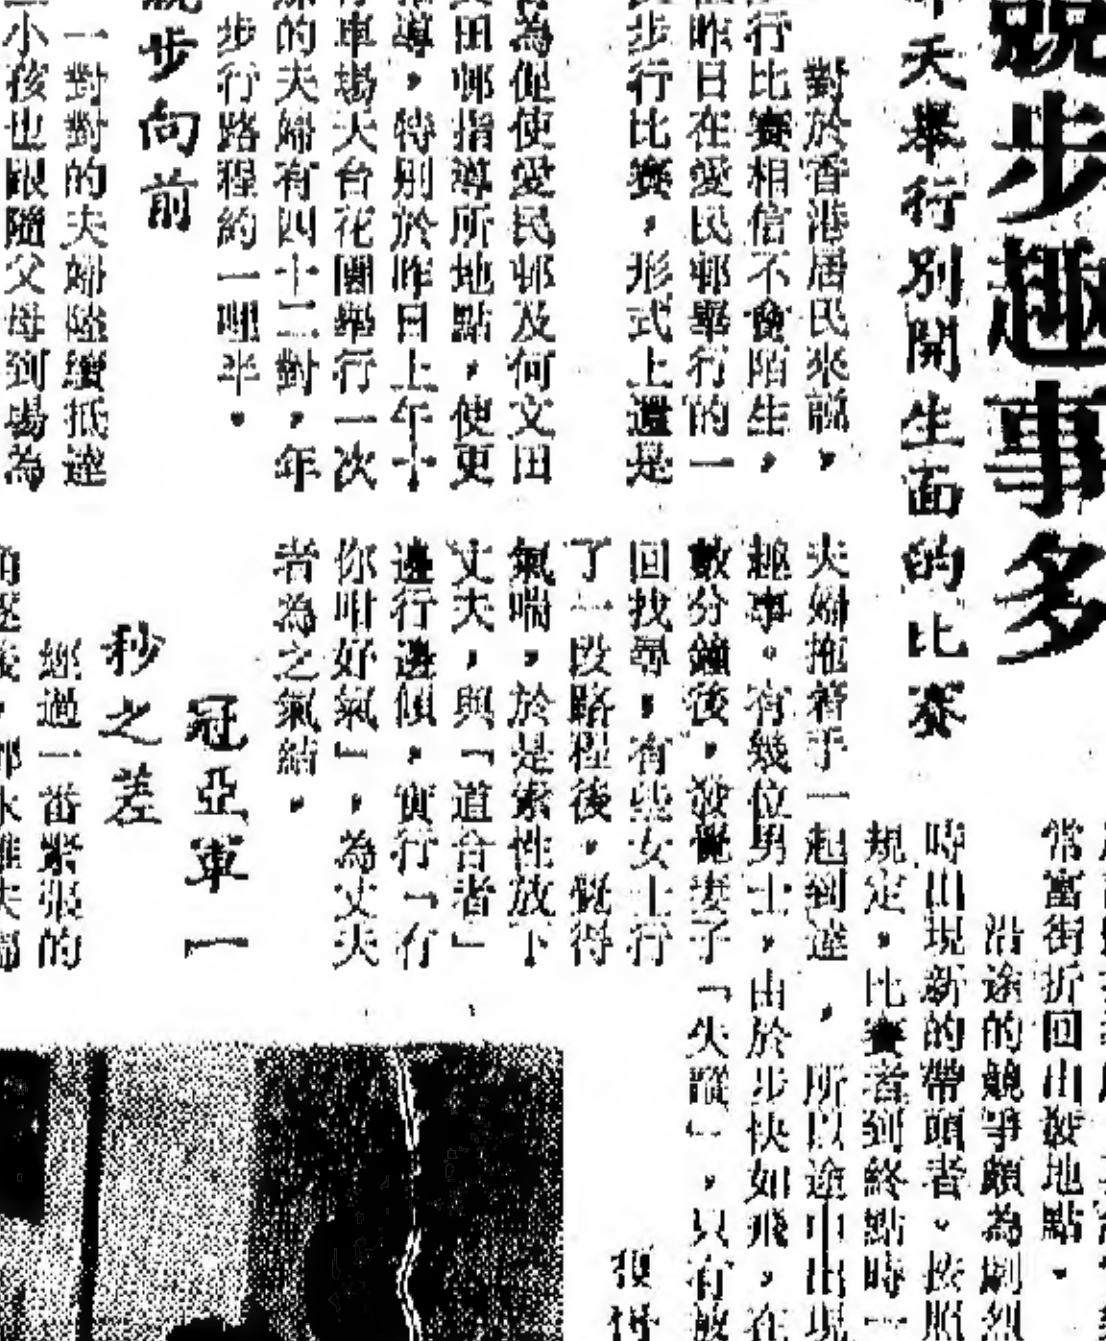 競步趣事多
天舉行別開生面的比賽
對於香港居民來說，
行比賽相信不會陌生，
昨日在愛民邨舉行的一
步行比賽，形式上還是
為促使愛民邨及何文田
田邨指導所地點，使更
導，特別於昨日上午十
車場天台花園舉行一次
的夫婦有四十二對，年
步行路程約一哩半。
步向前
一對對的夫婦陸續抵達
小孩也跟隨父母到場為
常富街折回出發地點。
沿途的競爭頗為劇烈
時出現新的帶頭者。按照
規定，比賽者到終點時一
夫婦拖着手一起到達，所以途中出現
趣事。有幾位男士，由於步快如飛，在
數分鐘後，發覺妻子「失蹤」，只有被
回找尋，有些女士行
了一段路程後，覺得
氣喘，於是索性放下
丈夫，與「道合者」
邊行邊傾，實行「有
你咁好氣」，為丈夫
者為之氣結。
冠亞軍一
秒之差
經過一番緊張的